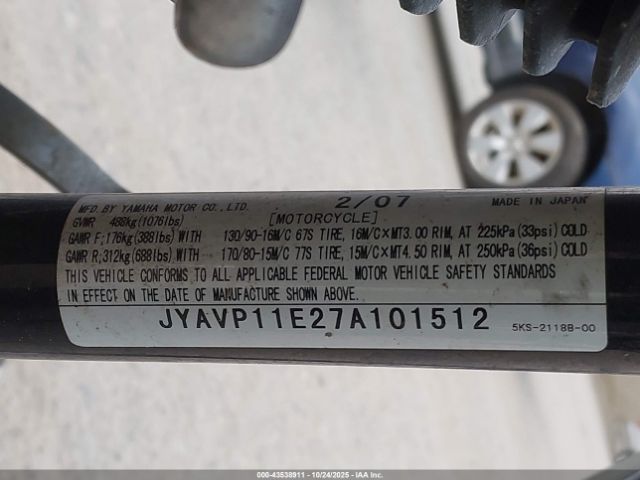 MFD BY YAMAHA MOTOR CO.,LTD. 2/07 MADE IN JAPAN
GVWR 488kg(1076lbs) [MOTORCYCLE]
GAWR F;176kg(388lbs)WITH 130/90-16M/C 67S TIRE, 16M/C×MT3.00 RIM, AT 225kPa(33psi)COLD
GAWR R;312kg(688lbs)WITH 170/80-15M/C 77S TIRE, 15M/C×MT4.50 RIM, AT 250kPa(36psi)COLD
THIS VEHICLE CONFORMS TO ALL APPLICABLE FEDERAL MOTOR VEHICLE SAFETY STANDARDS
IN EFFECT ON THE DATE OF MANUFACTURE SHOWN ABOVE.
JYAVP11E27A101512 5KS-2118B-00
000-43538911 - 10/24/2025 - IAA Inc.